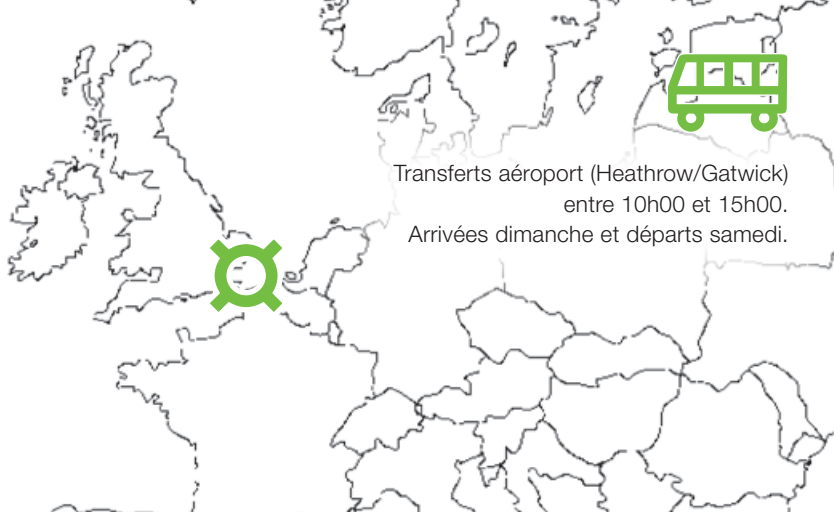 Transferts aéroport (Heathrow/Gatwick)
entre 10h00 et 15h00.
Arrivées dimanche et départs samedi.